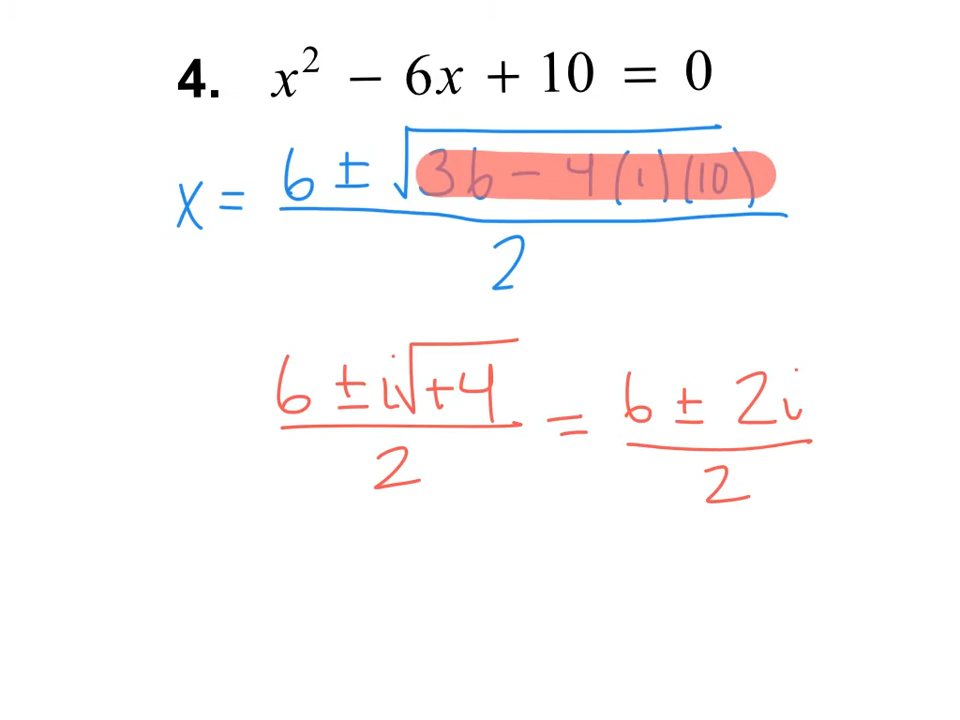 4. x² − 6x + 10 = 0
x = (6 ± √(36 − 4(1)(10))) / 2
(6 ± i√(+4)) / 2 = (6 ± 2i) / 2